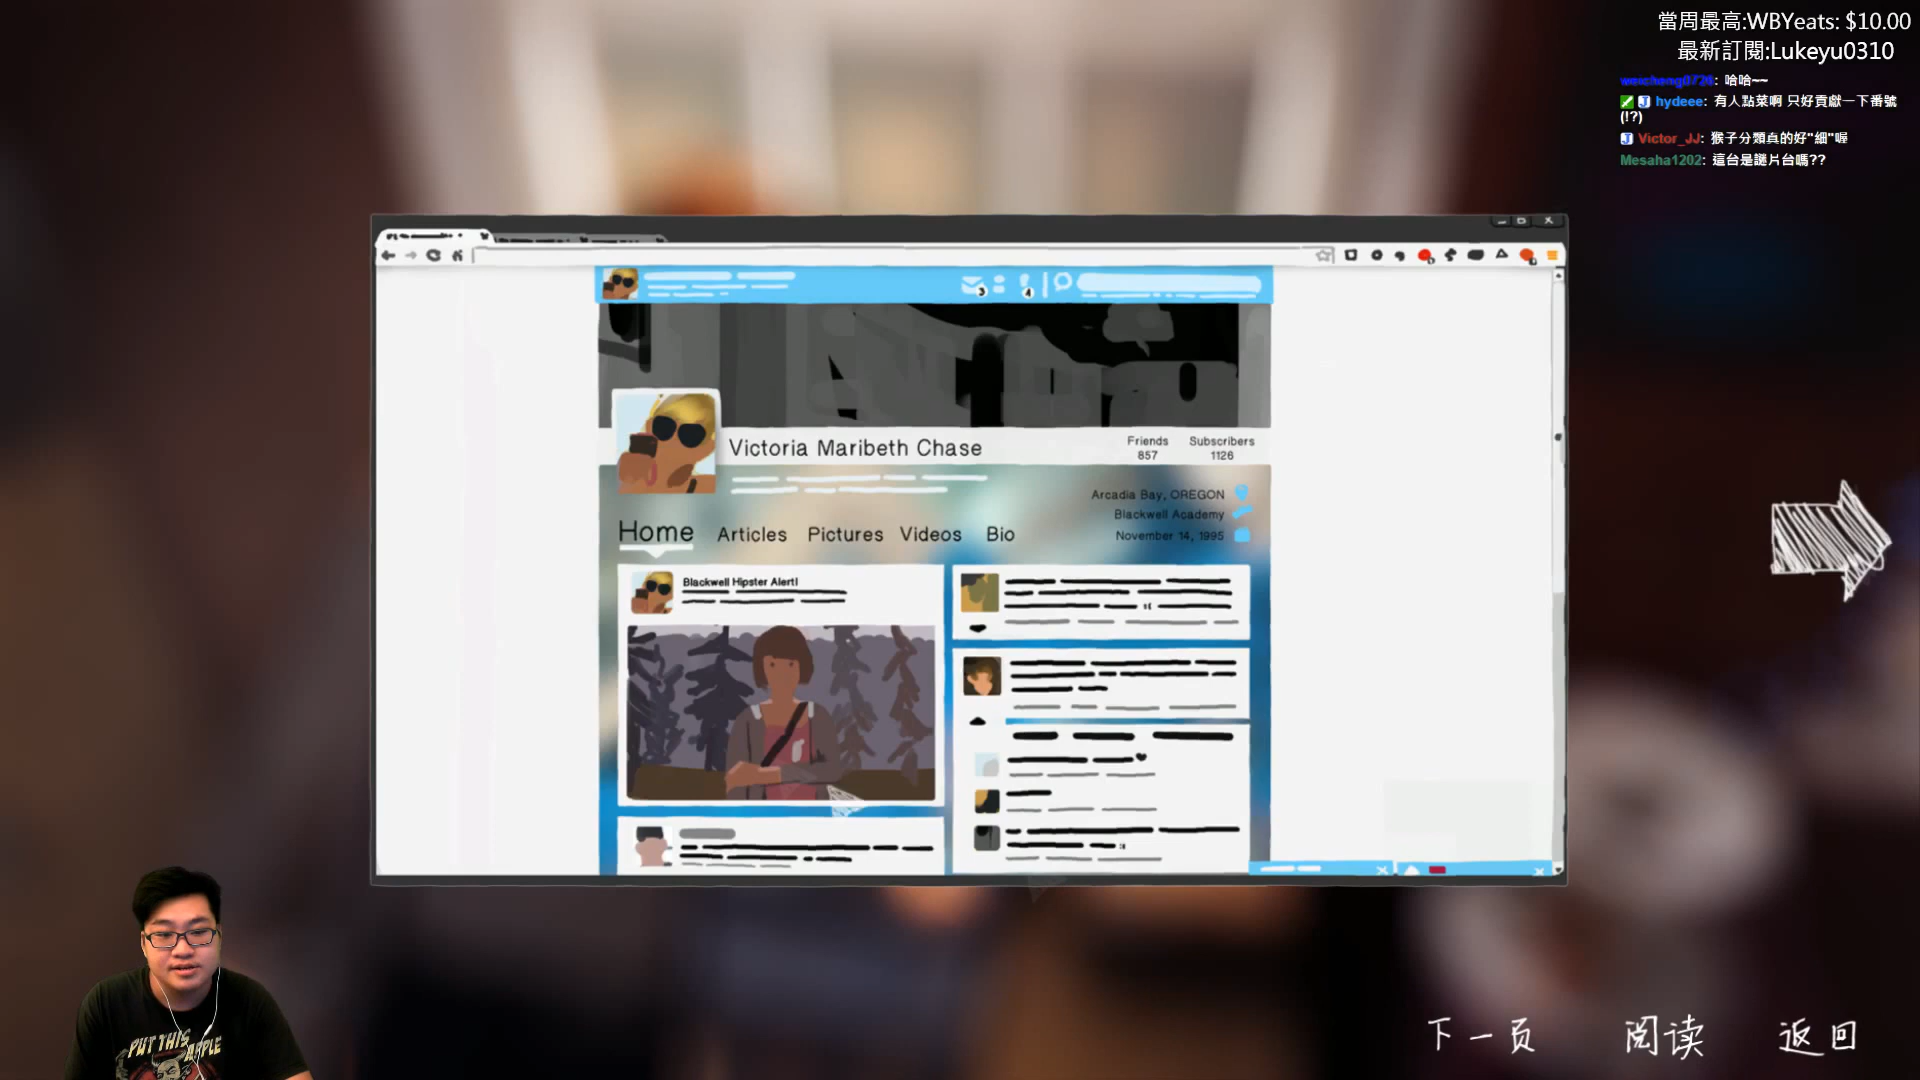 當周最高:WBYeats: $10.00
最新訂閱:Lukeyu0310
weicheng0726: 哈哈~~
hydeee: 有人點菜啊 只好貢獻一下番號
(!?)
Victor_JJ: 猴子分類真的好"細"喔
Mesaha1202: 這台是謎片台嗎??
3
4
Victoria Maribeth Chase
Friends
857
Subscribers
1126
Arcadia Bay, OREGON
Blackwell Academy
November 14, 1995
Home Articles Pictures Videos Bio
Blackwell Hipster Alert!
PUT THIS
APPLE
下一页 阅读 返回